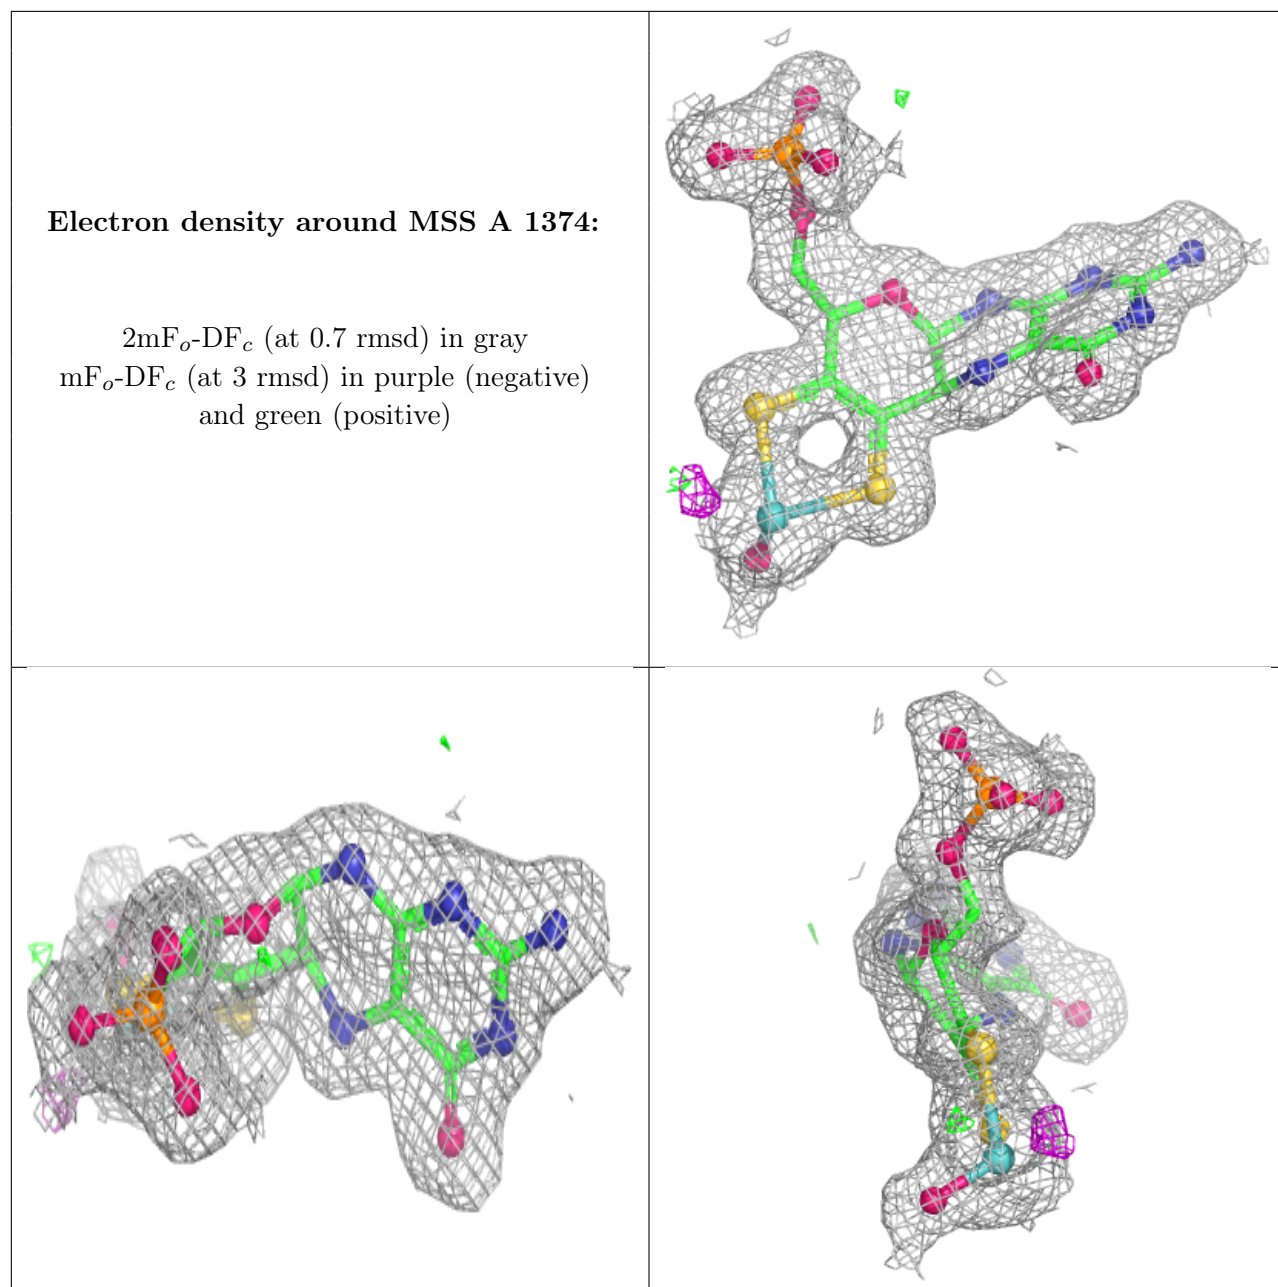 Electron density around MSS A 1374:
2mFo-DFc (at 0.7 rmsd) in gray
mFo-DFc (at 3 rmsd) in purple (negative)
and green (positive)